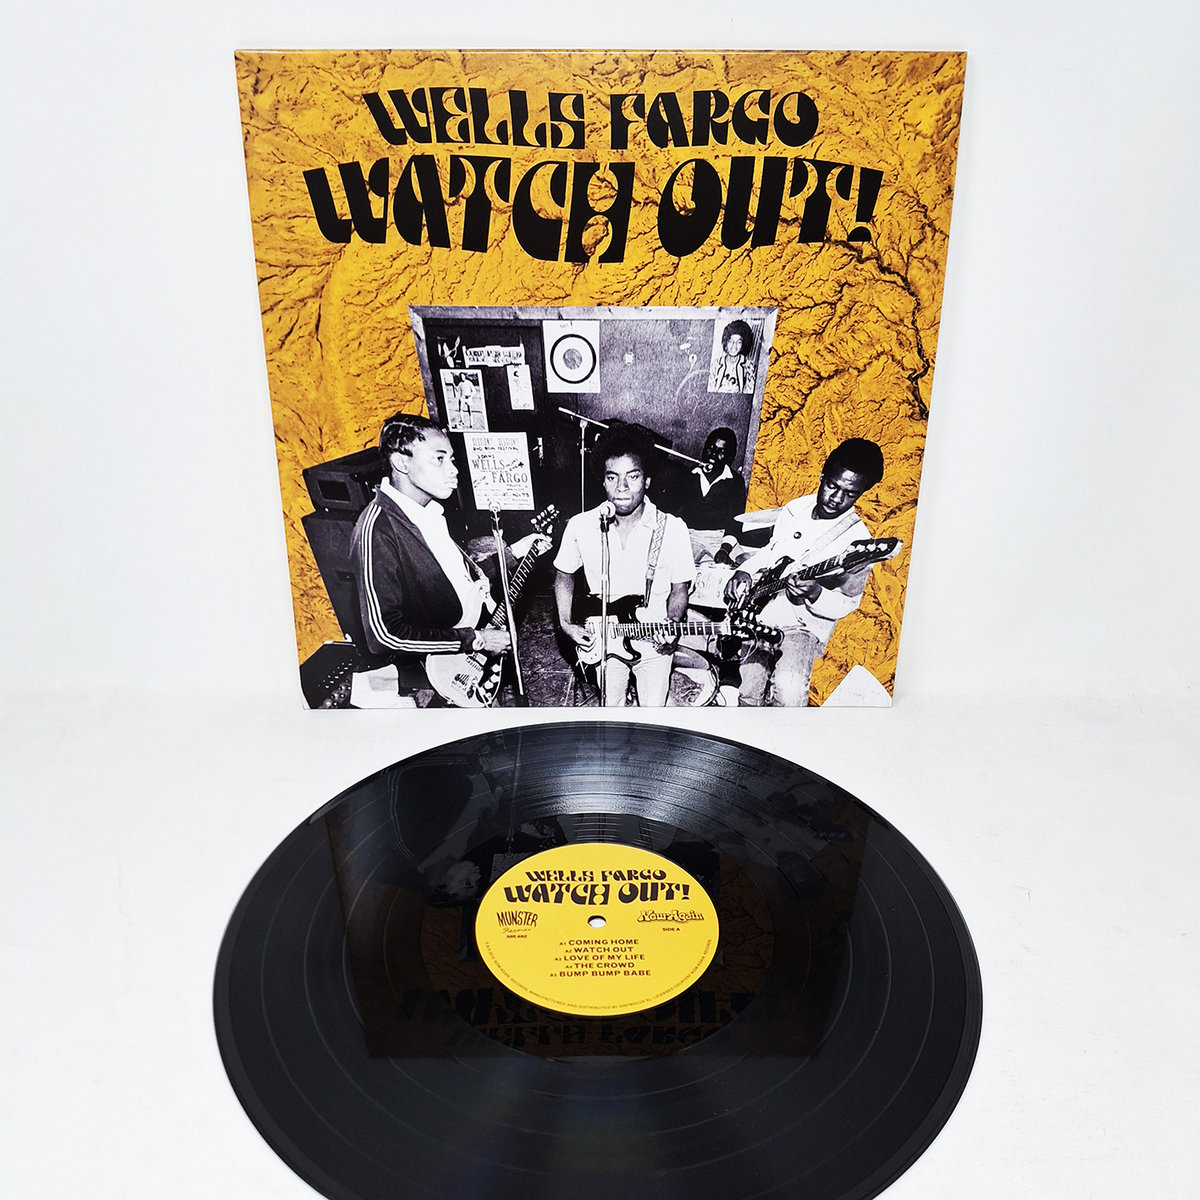 WELLS FARGO
WATCH OUT!
WELLS
FARGO
WELLS FARGO
WATCH OUT!
MUNSTER
Records
MR 462
Now-Again
SIDE A
A1 COMING HOME
A2 WATCH OUT
A3 LOVE OF MY LIFE
A4 THE CROWD
A5 BUMP BUMP BABE